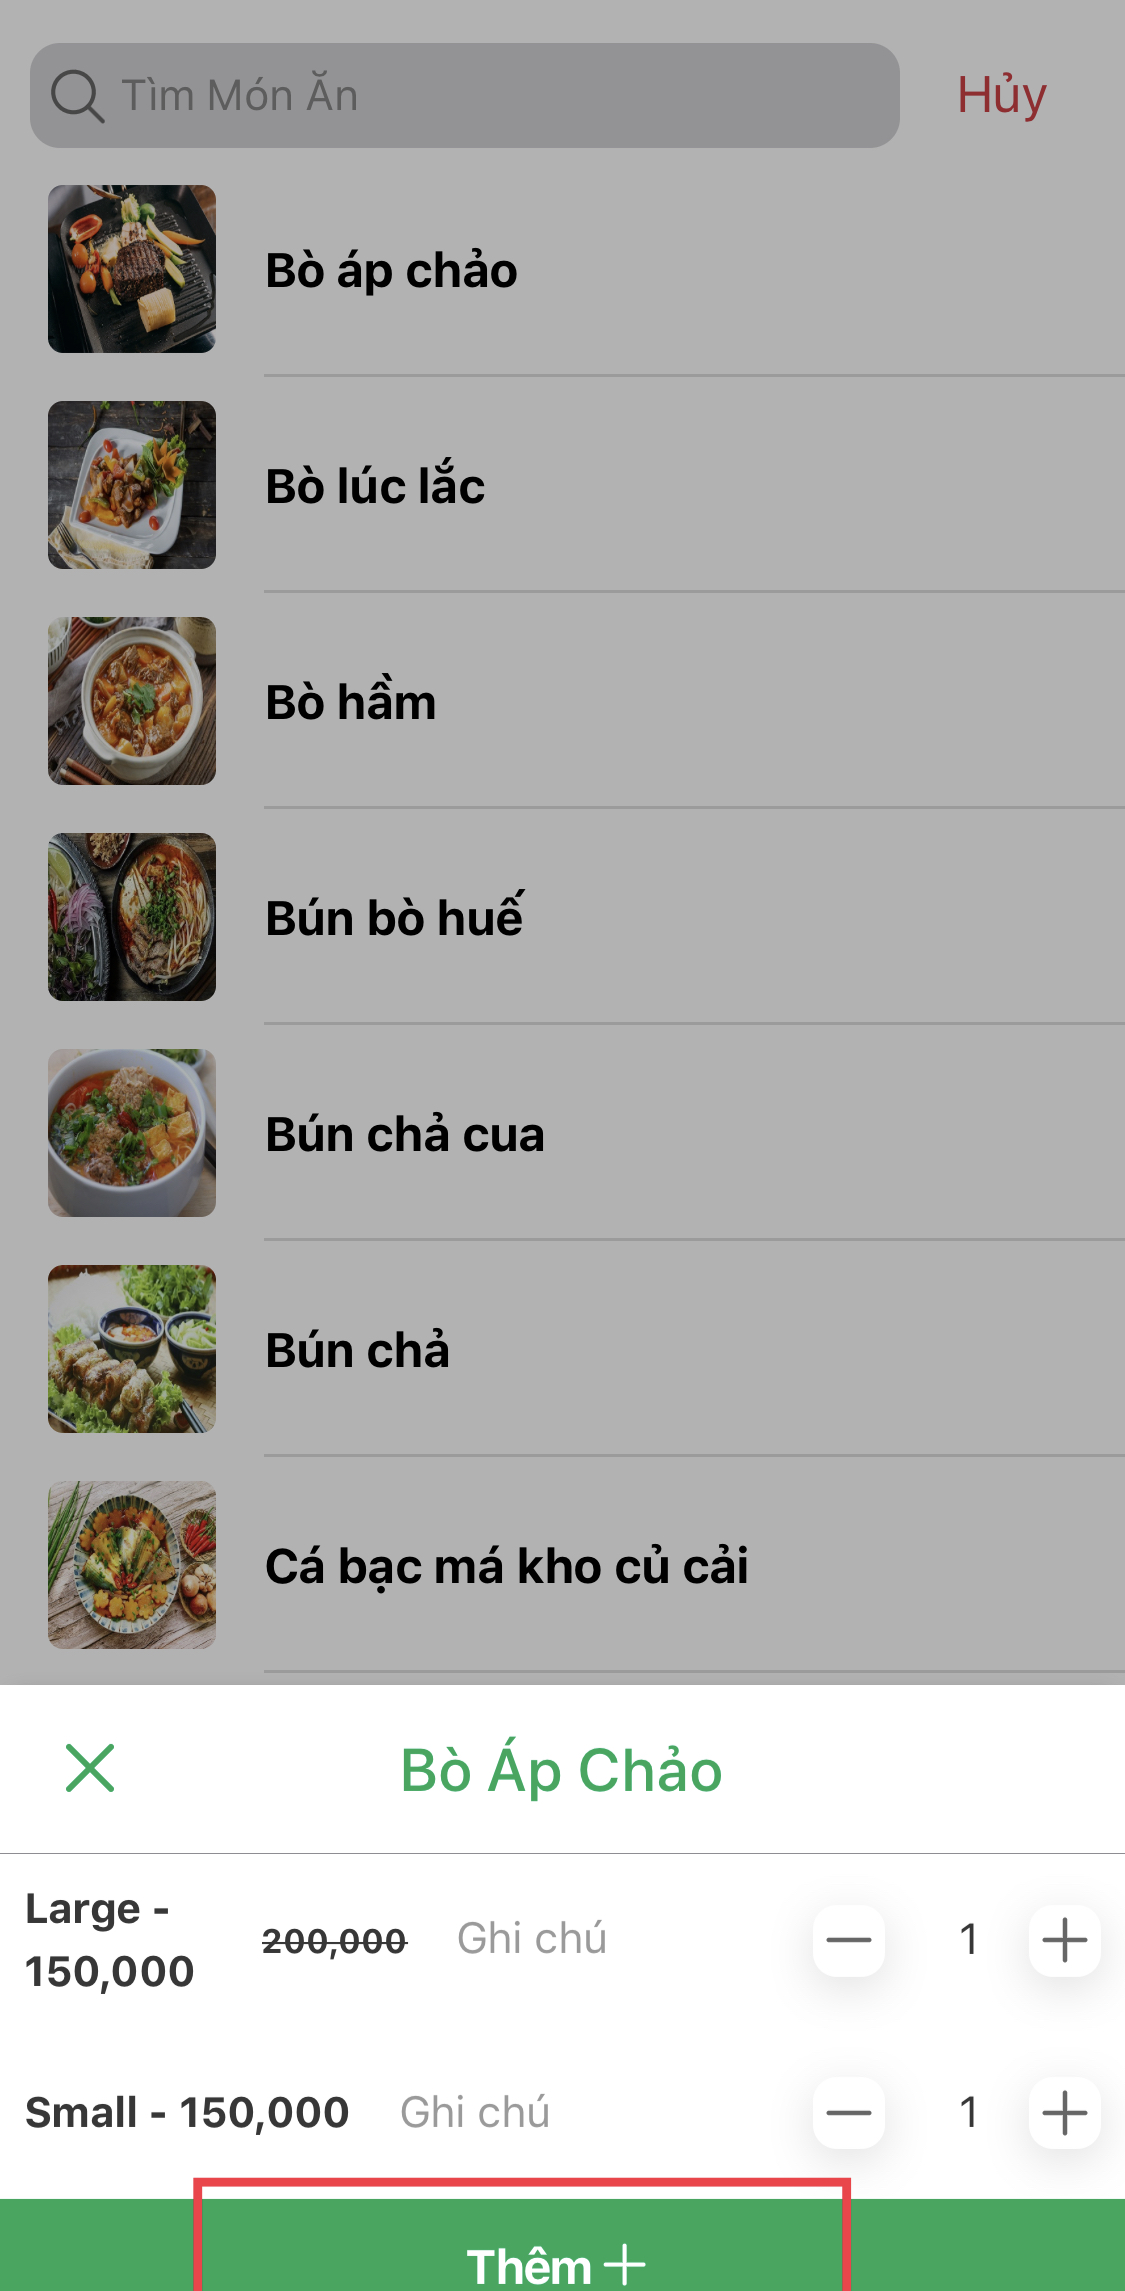 Tìm Món Ăn
Hủy
Bò áp chảo
Bò lúc lắc
Bò hầm
Bún bò huế
Bún chả cua
Bún chả
Cá bạc má kho củ cải
Bò Áp Chảo
Large -
150,000
200,000 Ghi chú 1
Small - 150,000 Ghi chú 1
Thêm +